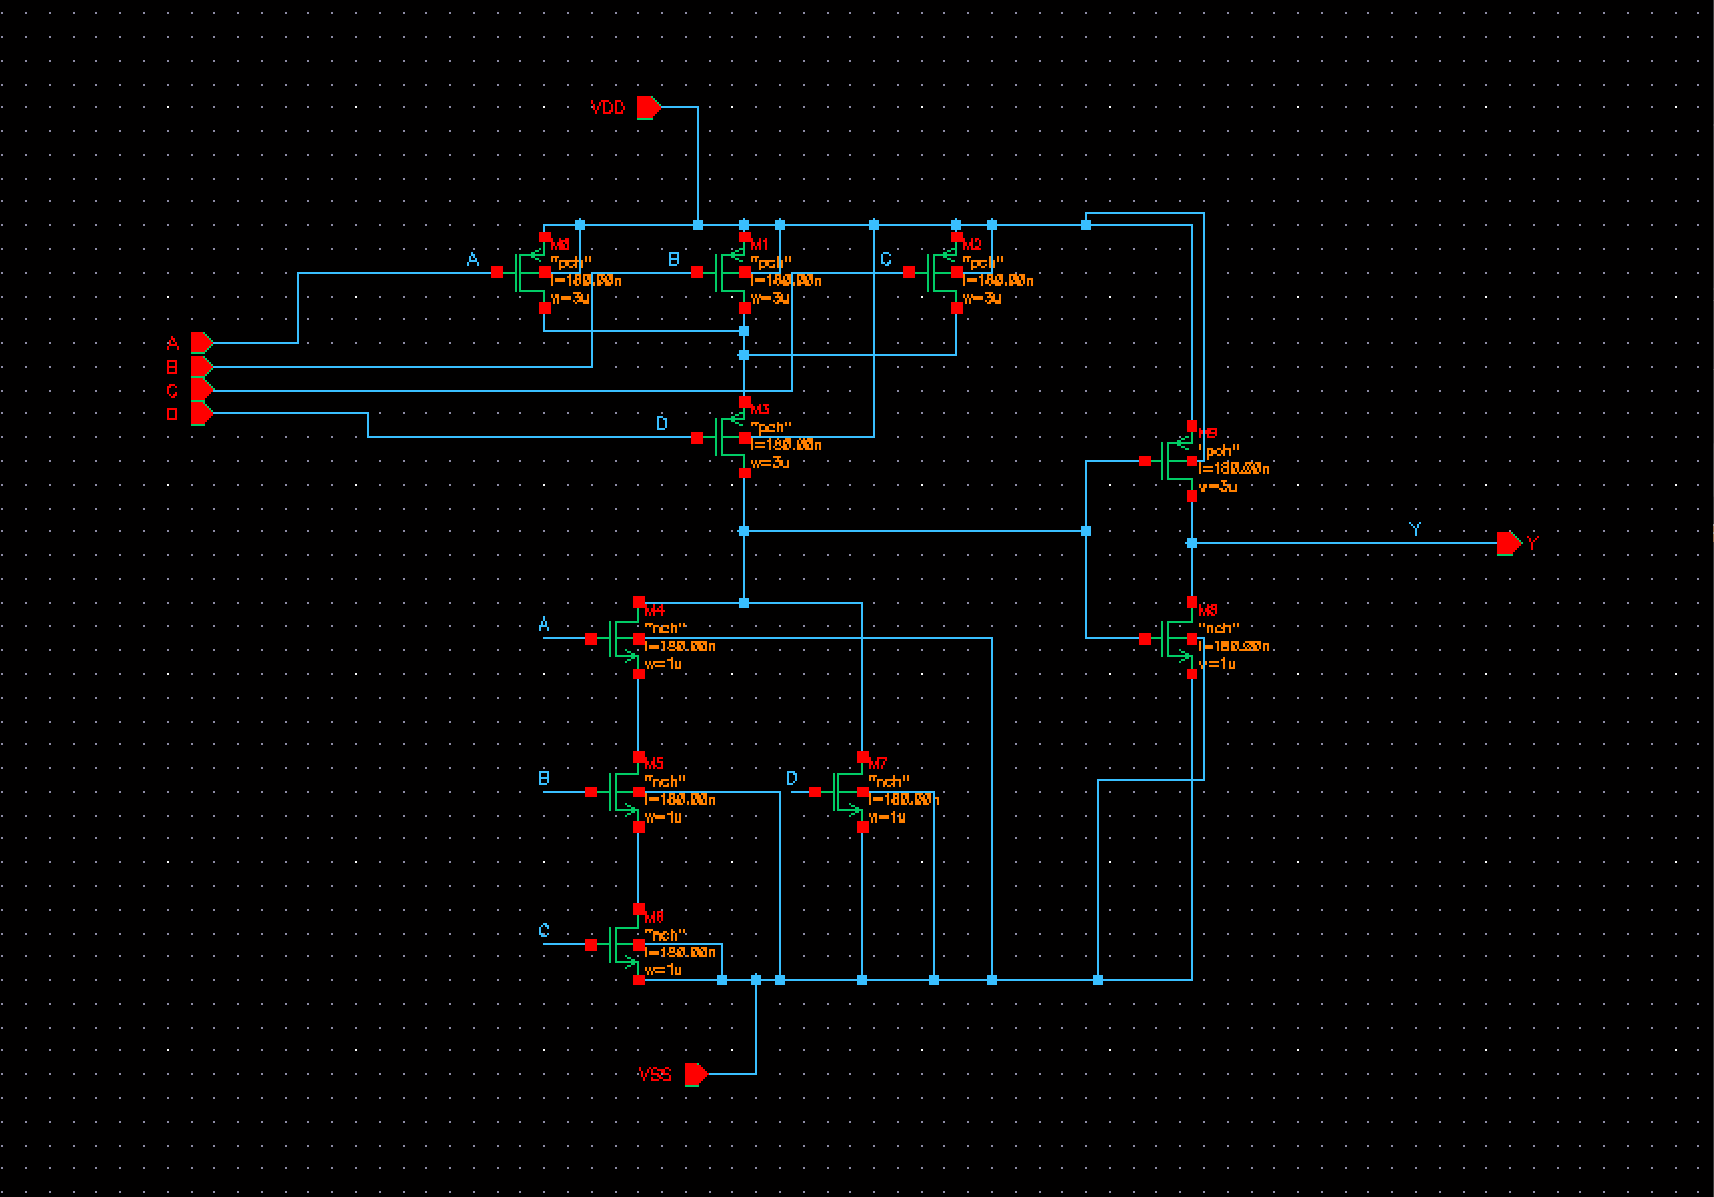 VDD
M0
"pch"
l=180.00n
w=3u
A
M1
"pch"
l=180.00n
w=3u
B
M2
"pch"
l=180.00n
w=3u
C
A
B
C
D
D
M3
"pch"
l=180.00n
w=3u
"pch"
l=180.00n
w=3u
Y
Y
A
M4
"nch"
l=180.00n
w=1u
"nch"
l=180.00n
w=1u
B
M5
"nch"
l=180.00n
w=1u
D
M7
"nch"
l=180.00n
w=1u
C
M6
"nch"
l=180.00n
w=1u
VSS